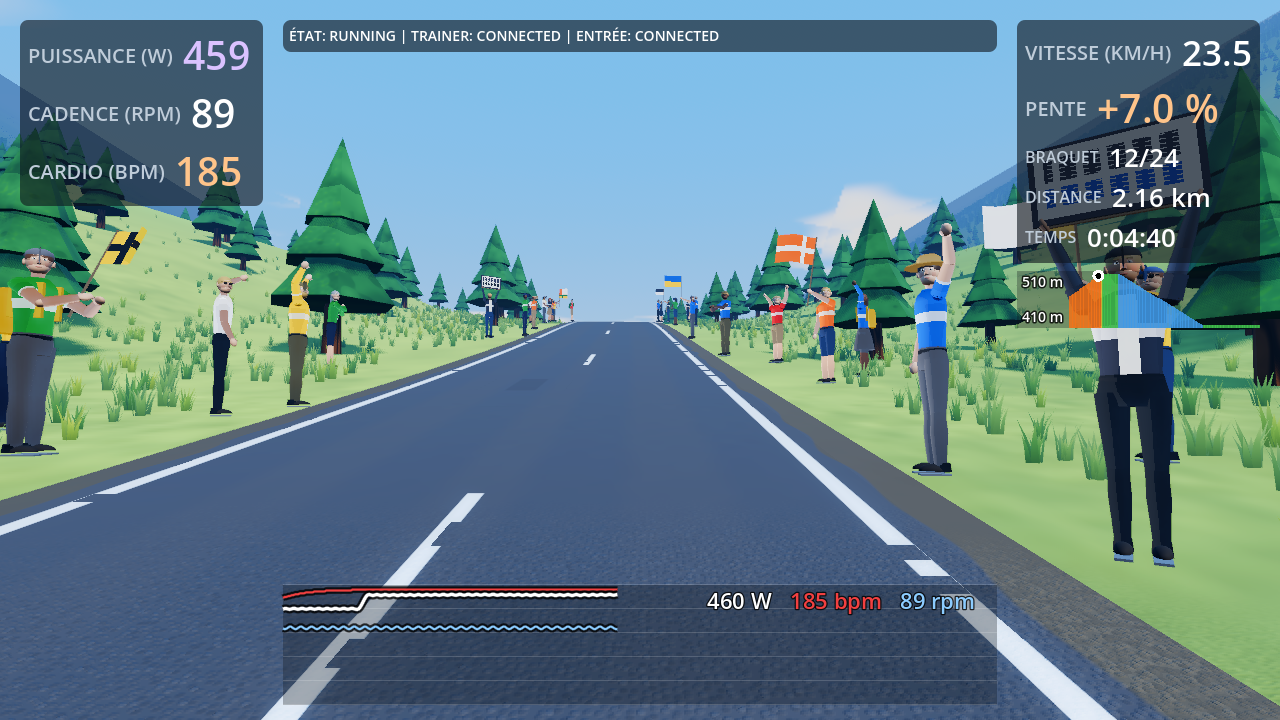 PUISSANCE (W) 459
CADENCE (RPM) 89
CARDIO (BPM) 185
ÉTAT: RUNNING | TRAINER: CONNECTED | ENTRÉE: CONNECTED
VITESSE (KM/H) 23.5
PENTE +7.0 %
BRAQUET 12/24
DISTANCE 2.16 km
TEMPS 0:04:40
510 m
410 m
460 W 185 bpm 89 rpm